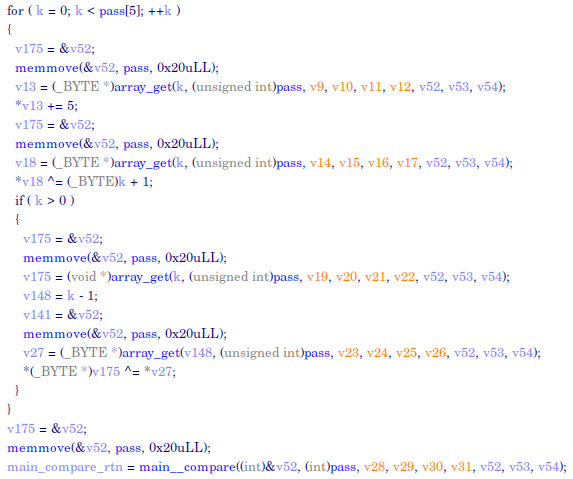 for ( k = 0; k < pass[5]; ++k )
{
v175 = &v52;
memmove(&v52, pass, 0x20uLL);
v13 = (_BYTE *)array_get(k, (unsigned int)pass, v9, v10, v11, v12, v52, v53, v54);
*v13 += 5;
v175 = &v52;
memmove(&v52, pass, 0x20uLL);
v18 = (_BYTE *)array_get(k, (unsigned int)pass, v14, v15, v16, v17, v52, v53, v54);
*v18 ^= (_BYTE)k + 1;
if ( k > 0 )
{
v175 = &v52;
memmove(&v52, pass, 0x20uLL);
v175 = (void *)array_get(k, (unsigned int)pass, v19, v20, v21, v22, v52, v53, v54);
v148 = k - 1;
v141 = &v52;
memmove(&v52, pass, 0x20uLL);
v27 = (_BYTE *)array_get(v148, (unsigned int)pass, v23, v24, v25, v26, v52, v53, v54);
*(_BYTE *)v175 ^= *v27;
}
}
v175 = &v52;
memmove(&v52, pass, 0x20uLL);
main_compare_rtn = main__compare((int)&v52, (int)pass, v28, v29, v30, v31, v52, v53, v54);